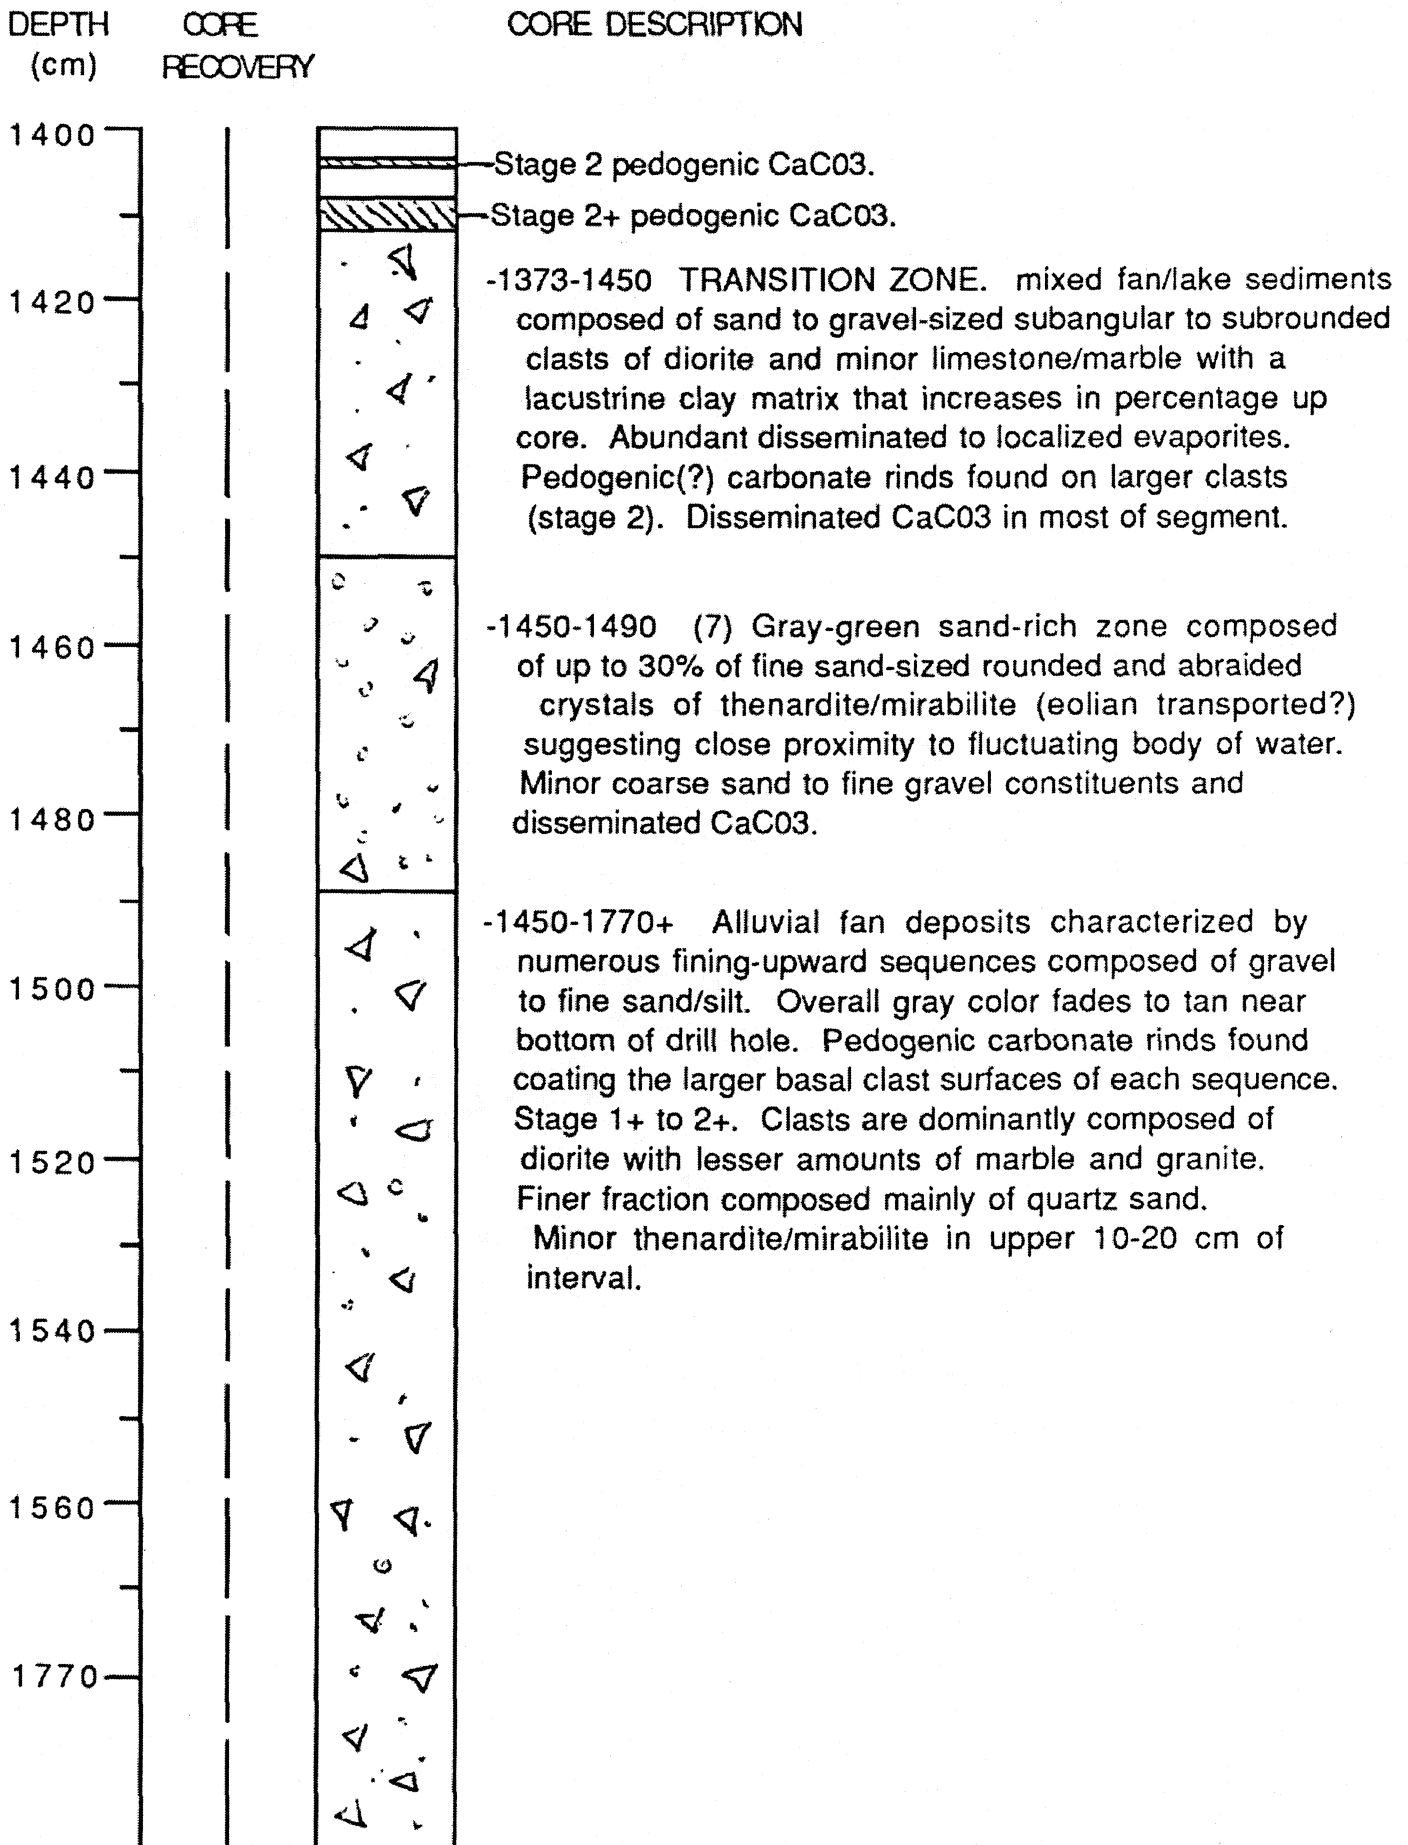 DEPTH CORE CORE DESCRIPTION
(cm) RECOVERY
1400
Stage 2 pedogenic CaC03.
Stage 2+ pedogenic CaC03.
-1373-1450 TRANSITION ZONE. mixed fan/lake sediments
1420
composed of sand to gravel-sized subangular to subrounded
clasts of diorite and minor limestone/marble with a
lacustrine clay matrix that increases in percentage up
core. Abundant disseminated to localized evaporites.
1440
Pedogenic(?) carbonate rinds found on larger clasts
(stage 2). Disseminated CaC03 in most of segment.
-1450-1490 (7) Gray-green sand-rich zone composed
1460
of up to 30% of fine sand-sized rounded and abraided
crystals of thenardite/mirabilite (eolian transported?)
suggesting close proximity to fluctuating body of water.
Minor coarse sand to fine gravel constituents and
1480
disseminated CaC03.
-1450-1770+ Alluvial fan deposits characterized by
numerous fining-upward sequences composed of gravel
1500
to fine sand/silt. Overall gray color fades to tan near
bottom of drill hole. Pedogenic carbonate rinds found
coating the larger basal clast surfaces of each sequence.
Stage 1+ to 2+. Clasts are dominantly composed of
1520
diorite with lesser amounts of marble and granite.
Finer fraction composed mainly of quartz sand.
Minor thenardite/mirabilite in upper 10-20 cm of
interval.
1540
1560
1770